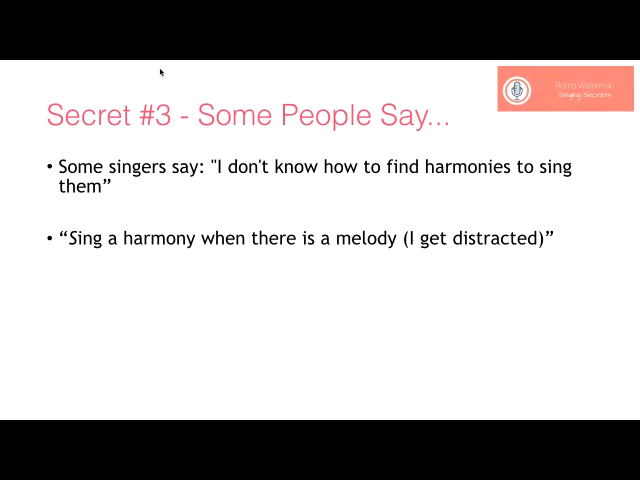 Roma Waterman
Singing Secrets
Secret #3 - Some People Say...
• Some singers say: "I don't know how to find harmonies to sing
them”
• “Sing a harmony when there is a melody (I get distracted)”